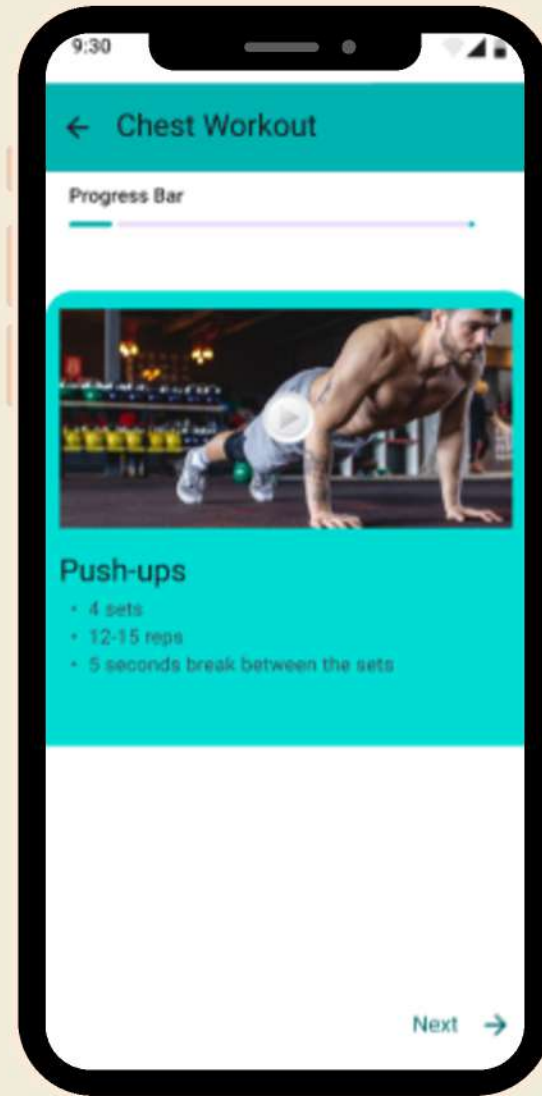 9:30
Chest Workout
Progress Bar
Push-ups
• 4 sets
• 12-15 reps
• 5 seconds break between the sets
Next